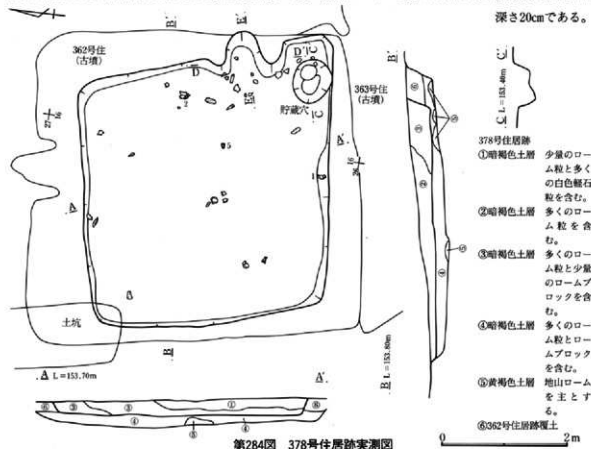 深さ20cmである。
362号住
(古墳)
363号住
(古墳)
貯蔵穴
土坑
27
16
16
26
B
B'
E
E'
D
D'
C
C'
A
A'
1
2
5
A L=153.70m
A'
B L=153.80m
B'
C L=153.40m
C'
378号住居跡
①暗褐色土層 少量のロー
ム粒と多く
の白色軽石
粒を含む。
②暗褐色土層 多くのロー
ム粒を含
む。
③暗褐色土層 多くのロー
ム粒と少量
のロームブ
ロックを含
む。
④暗褐色土層 多くのロー
ム粒とロー
ムブロック
を含む。
⑤黄褐色土層 地山ローム
を主とす
る。
⑥362号住居跡覆土
第284図 378号住居跡実測図
0 2m